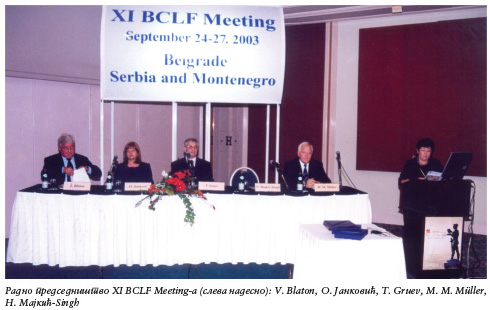 XI BCLF Meeting
September 24-27. 2003
Belgrade
Serbia and Montenegro
Радно председништво XI BCLF Meeting-а (слева надесно): V. Blaton, O. Јанковић, T. Gruev, M. M. Müller,
Н. Мајкић-Singh